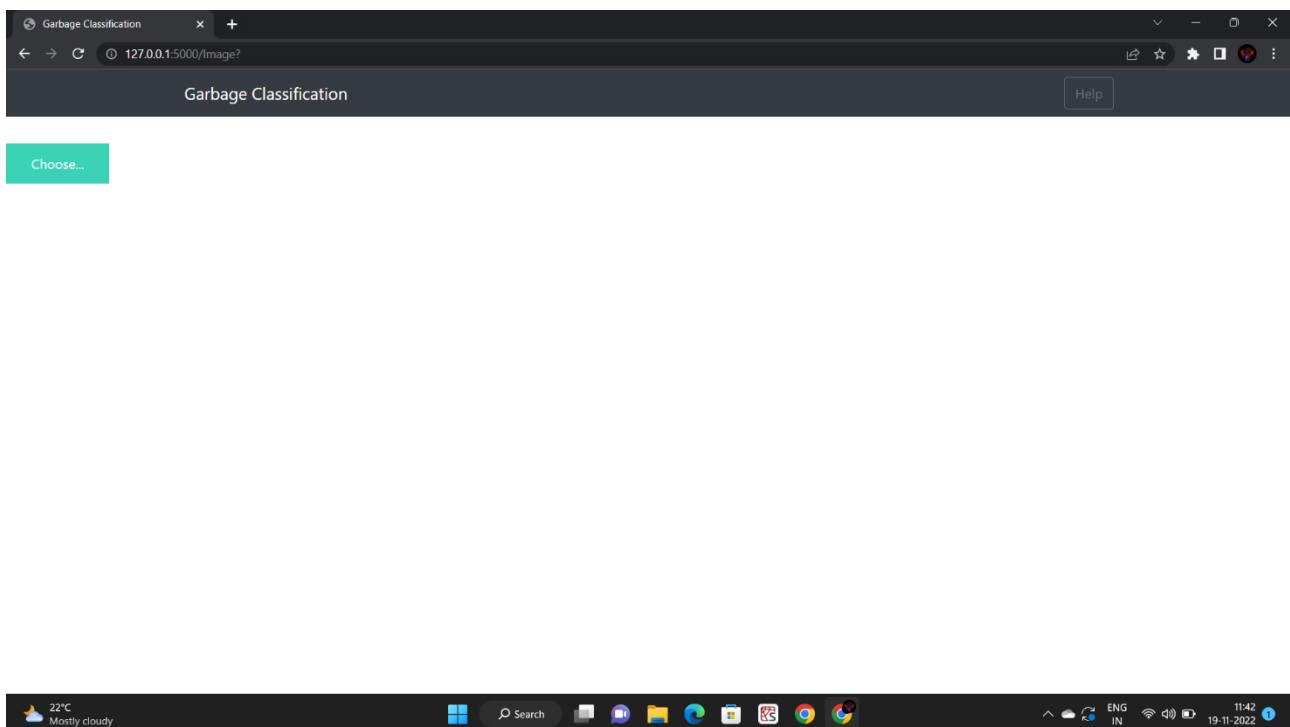 Garbage Classification
127.0.0.1:5000/Image?
Garbage Classification
Help
Choose...
22°C
Mostly cloudy
Search
ENG
IN
11:42
19-11-2022
1